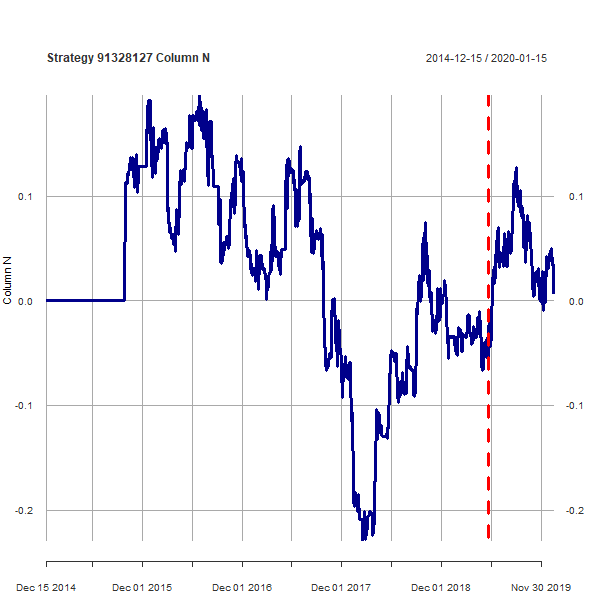 Strategy 91328127 Column N
2014-12-15 / 2020-01-15
Column N
0.1
0.1
0.0
0.0
-0.1
-0.1
-0.2
-0.2
Dec 15 2014
Dec 01 2015
Dec 01 2016
Dec 01 2017
Dec 01 2018
Nov 30 2019